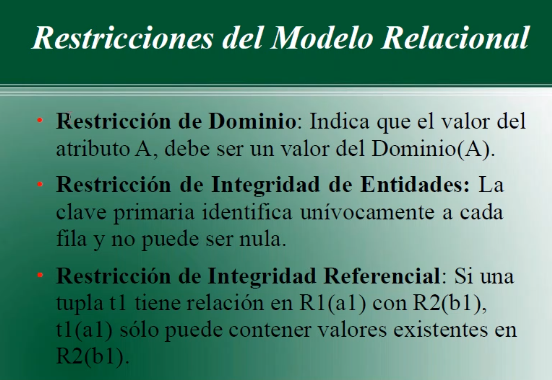 Restricciones del Modelo Relacional
• Restricción de Dominio: Indica que el valor del
atributo A, debe ser un valor del Dominio(A).
• Restricción de Integridad de Entidades: La
clave primaria identifica unívocamente a cada
fila y no puede ser nula.
• Restricción de Integridad Referencial: Si una
tupla t1 tiene relación en R1(a1) con R2(b1),
t1(a1) sólo puede contener valores existentes en
R2(b1).